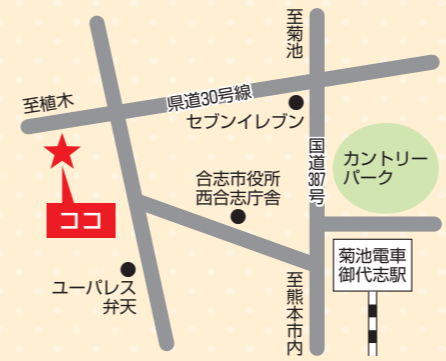 至菊池
至植木
県道30号線
セブンイレブン
国道387号
カントリー
パーク
合志市役所
西合志庁舎
ココ
菊池電車
御代志駅
ユーパレス
弁天
至熊本市内